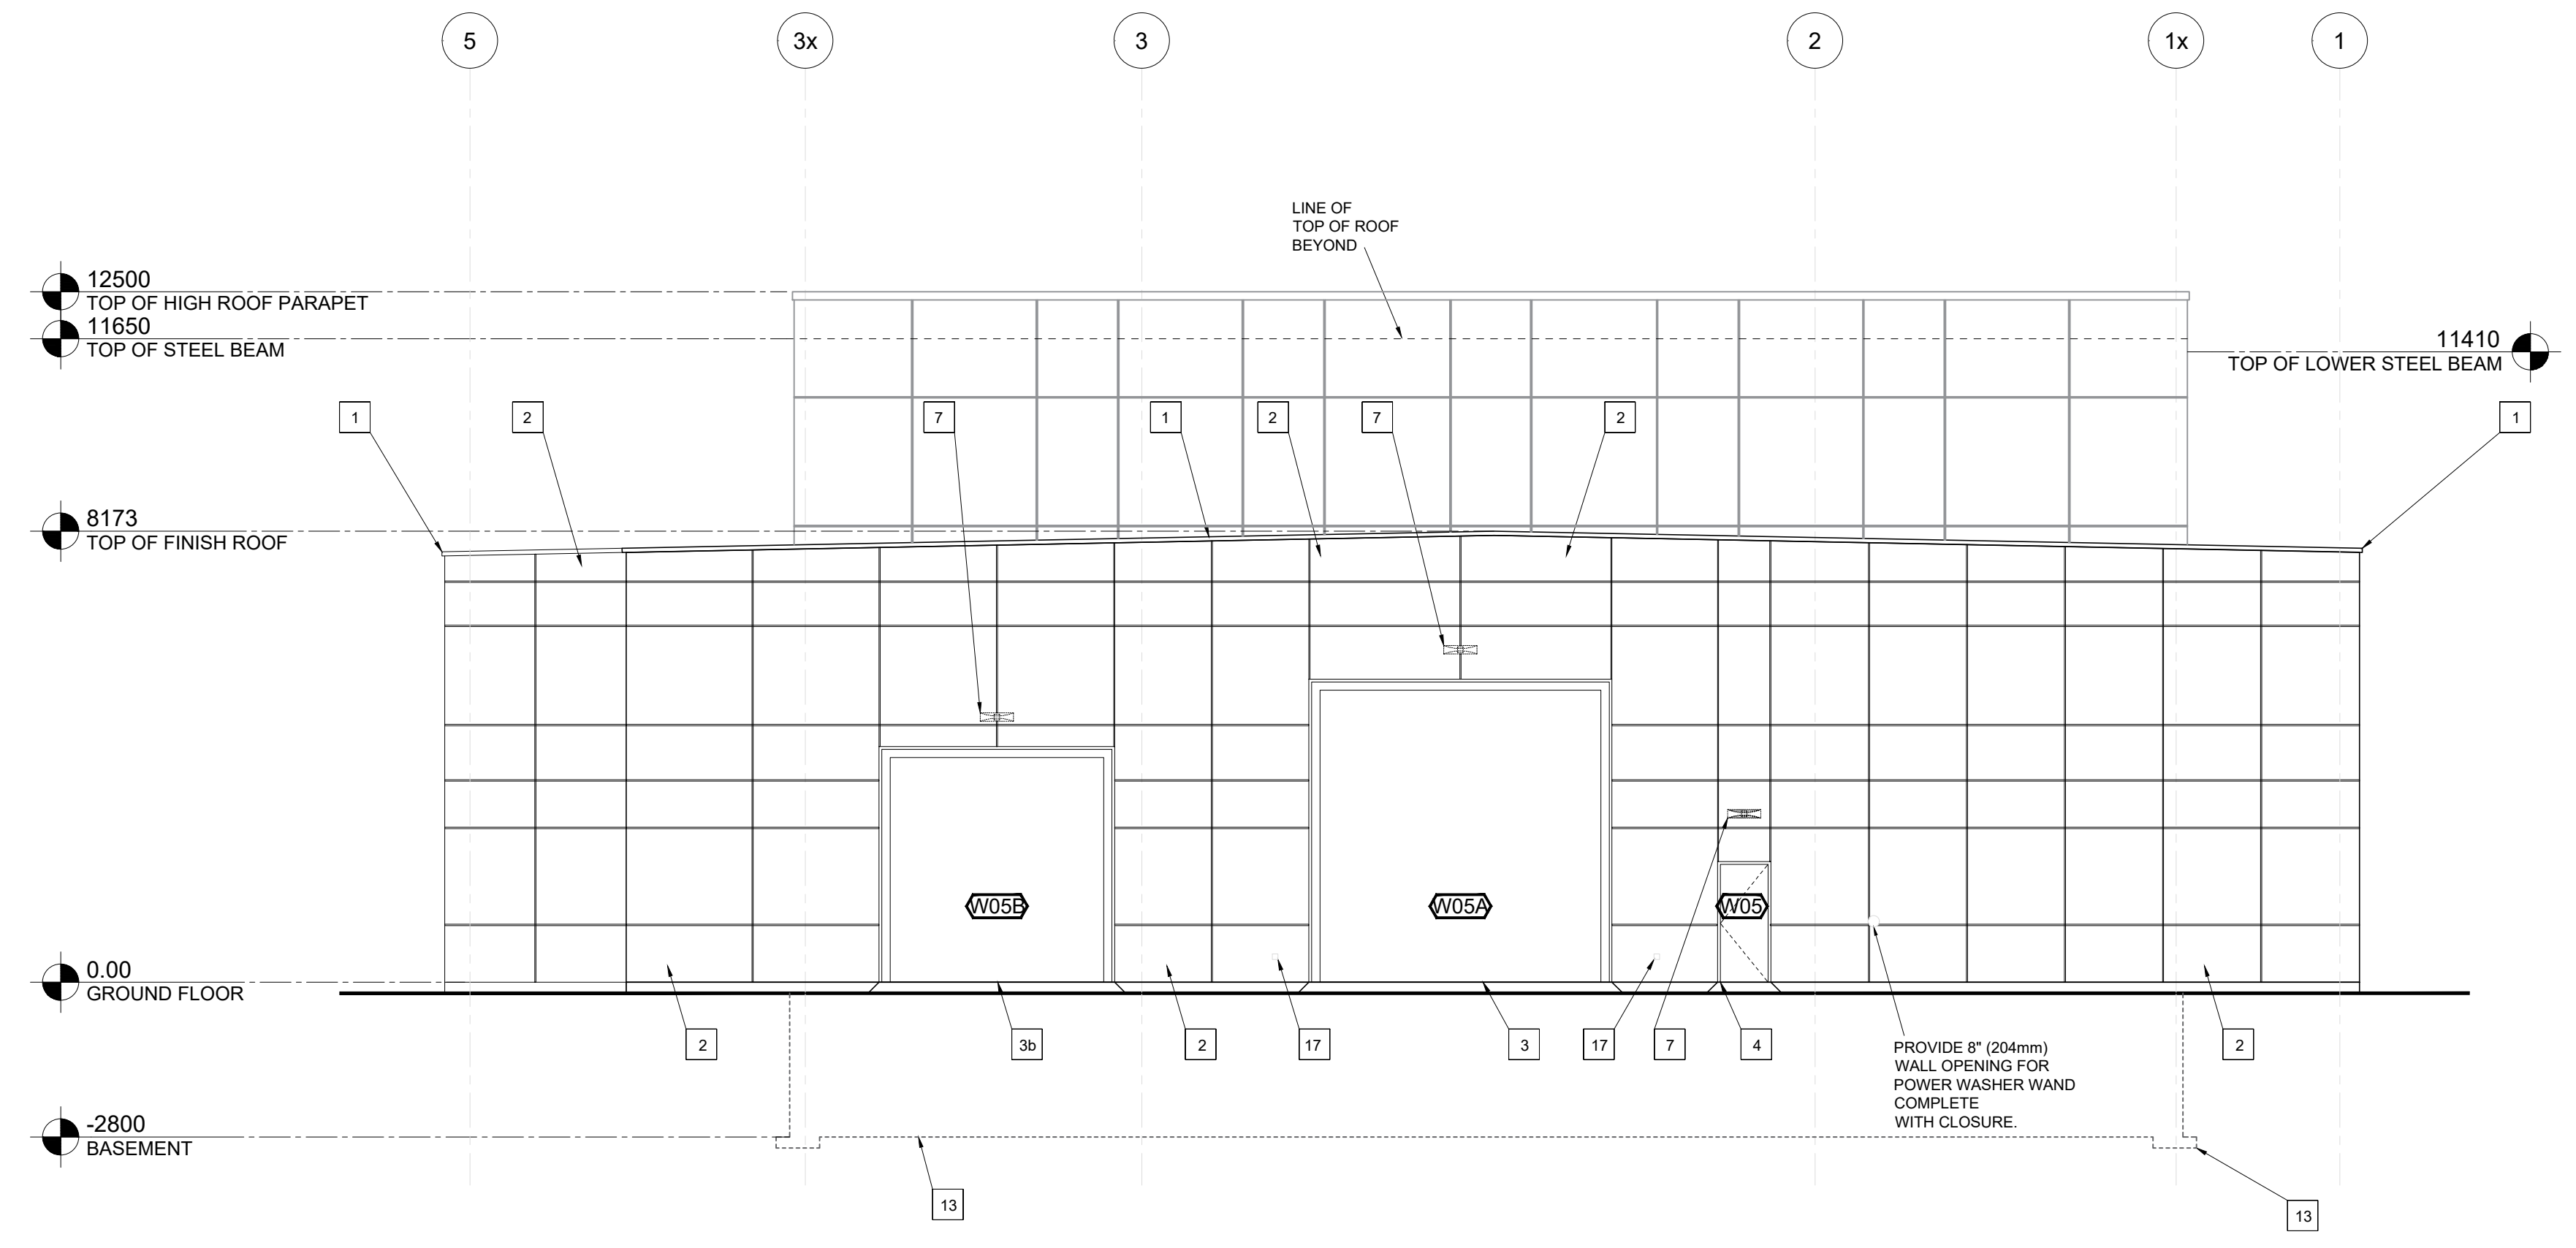 5
3x
3
2
1x
1
LINE OF
TOP OF ROOF
BEYOND
12500
TOP OF HIGH ROOF PARAPET
11650
TOP OF STEEL BEAM
11410
TOP OF LOWER STEEL BEAM
1
2
7
1
2
7
2
1
8173
TOP OF FINISH ROOF
W05B
W05A
W05
0.00
GROUND FLOOR
2
3b
2
17
3
17
7
4
2
PROVIDE 8" (204mm)
WALL OPENING FOR
POWER WASHER WAND
COMPLETE
WITH CLOSURE.
-2800
BASEMENT
13
13